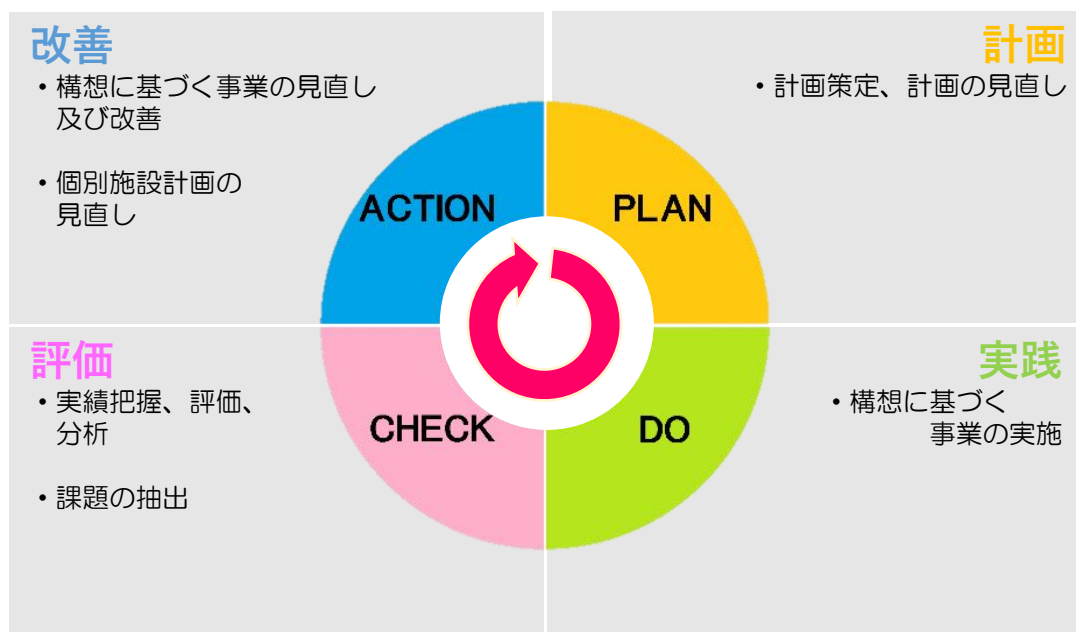 改善
・構想に基づく事業の見直し
及び改善
・個別施設計画の
見直し
ACTION
計画
・計画策定、計画の見直し
PLAN
評価
・実績把握、評価、
分析
・課題の抽出
CHECK
実践
・構想に基づく
事業の実施
DO